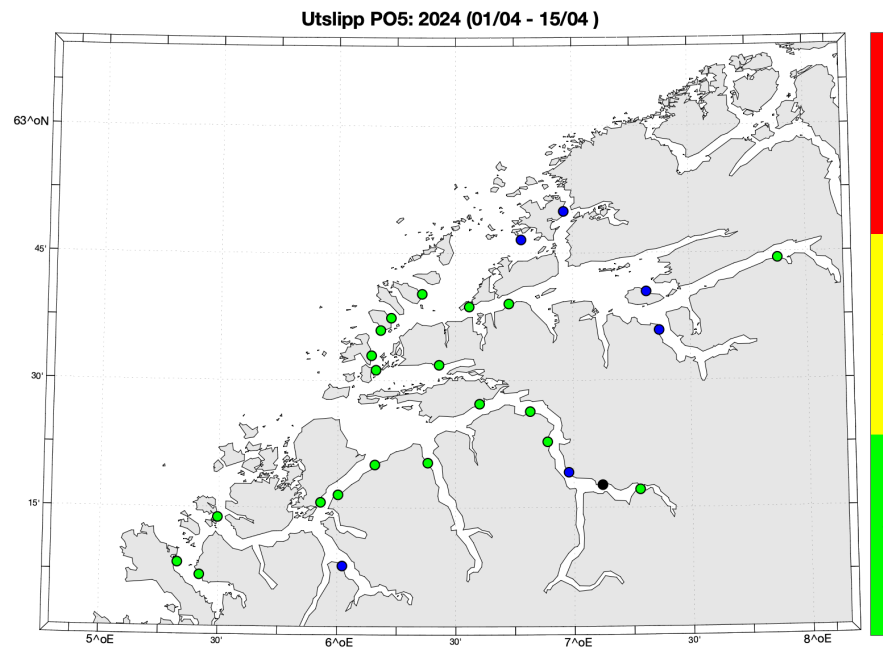 Utslipp PO5: 2024 (01/04 - 15/04 )
63^oN
45'
30'
15'
5^oE
30'
6^oE
30'
7^oE
30'
8^oE